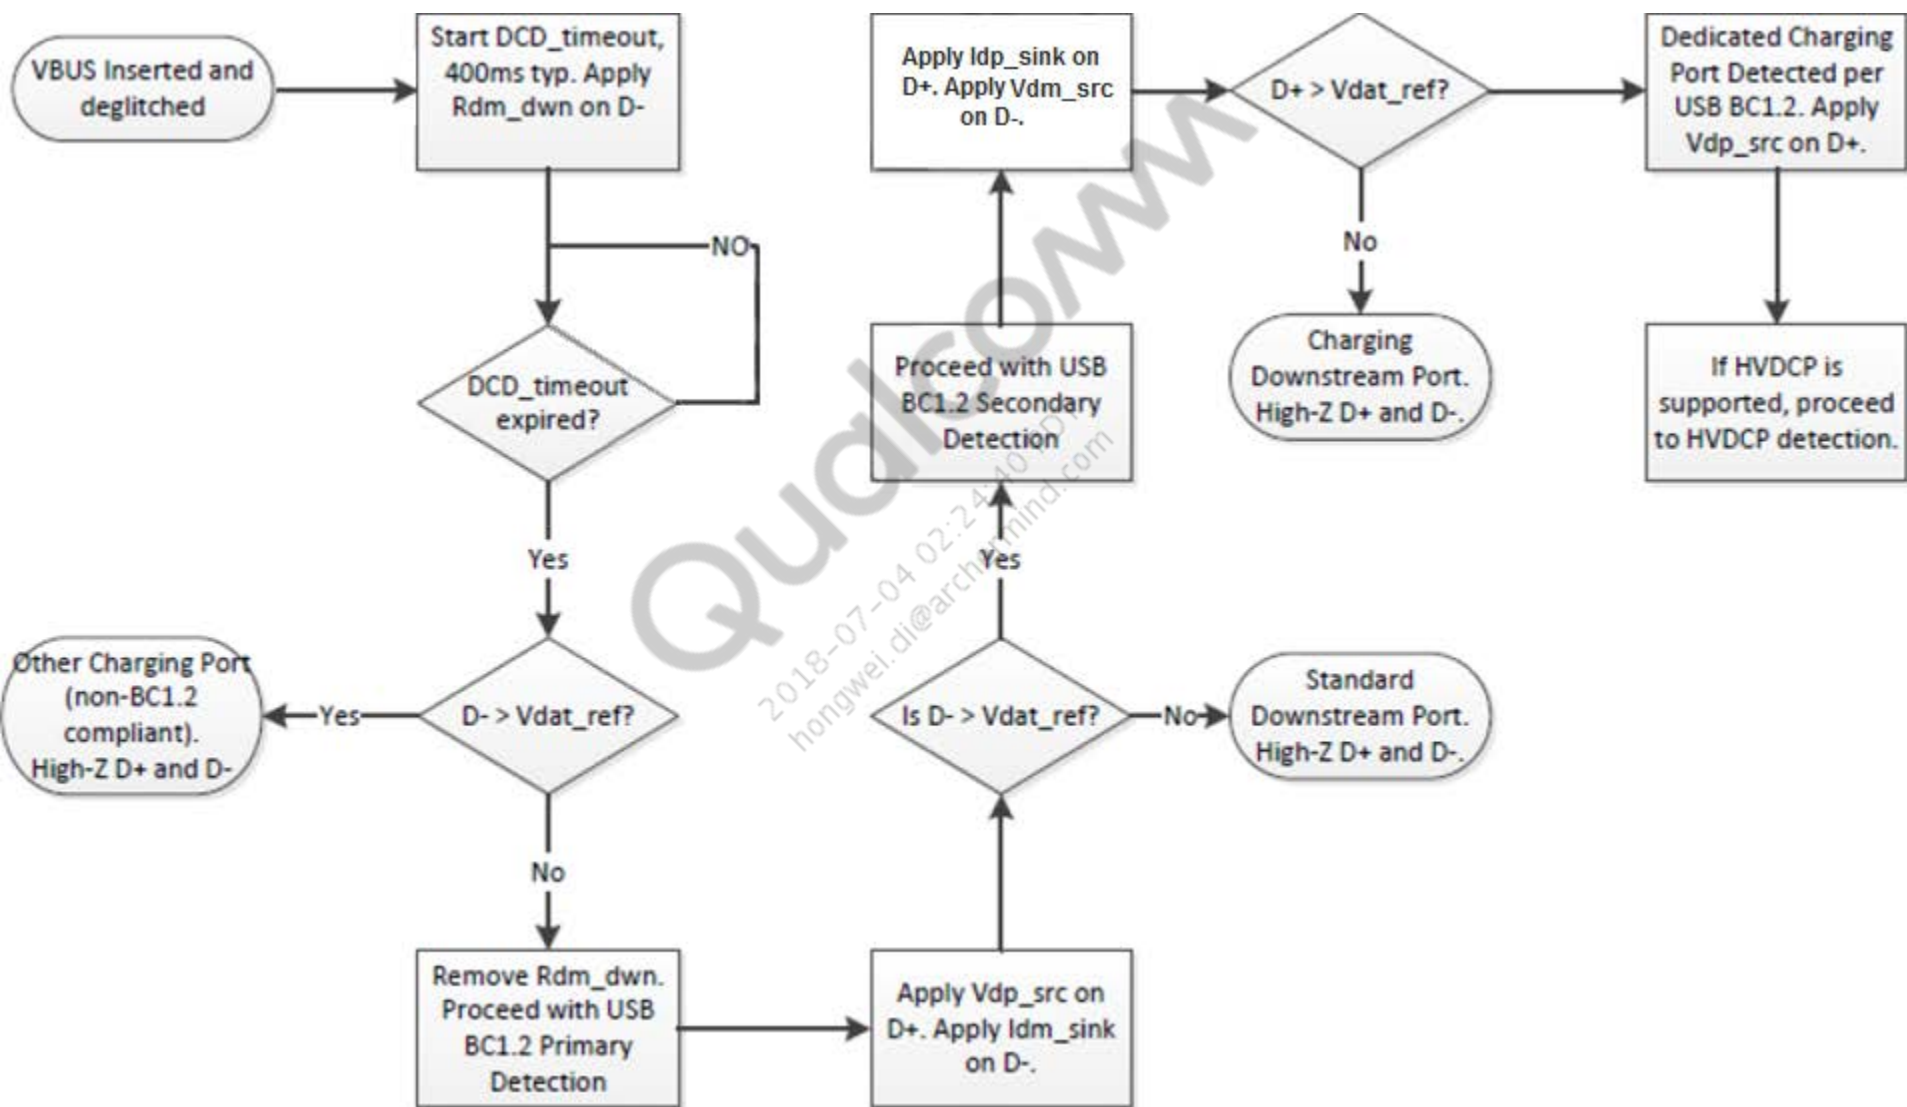 VBUS Inserted and
deglitched
Start DCD_timeout,
400ms typ. Apply
Rdm_dwn on D-
NO
DCD_timeout
expired?
Yes
D- > Vdat_ref?
Yes
Other Charging Port
(non-BC1.2
compliant).
High-Z D+ and D-
No
Remove Rdm_dwn.
Proceed with USB
BC1.2 Primary
Detection
Apply Vdp_src on
D+. Apply Idm_sink
on D-.
Is D- > Vdat_ref?
No
Standard
Downstream Port.
High-Z D+ and D-.
Yes
Proceed with USB
BC1.2 Secondary
Detection
Apply Idp_sink on
D+. Apply Vdm_src
on D-.
D+ > Vdat_ref?
No
Charging
Downstream Port.
High-Z D+ and D-.
Dedicated Charging
Port Detected per
USB BC1.2. Apply
Vdp_src on D+.
If HVDCP is
supported, proceed
to HVDCP detection.
Qualcomm
2018-07-04 02:24:40